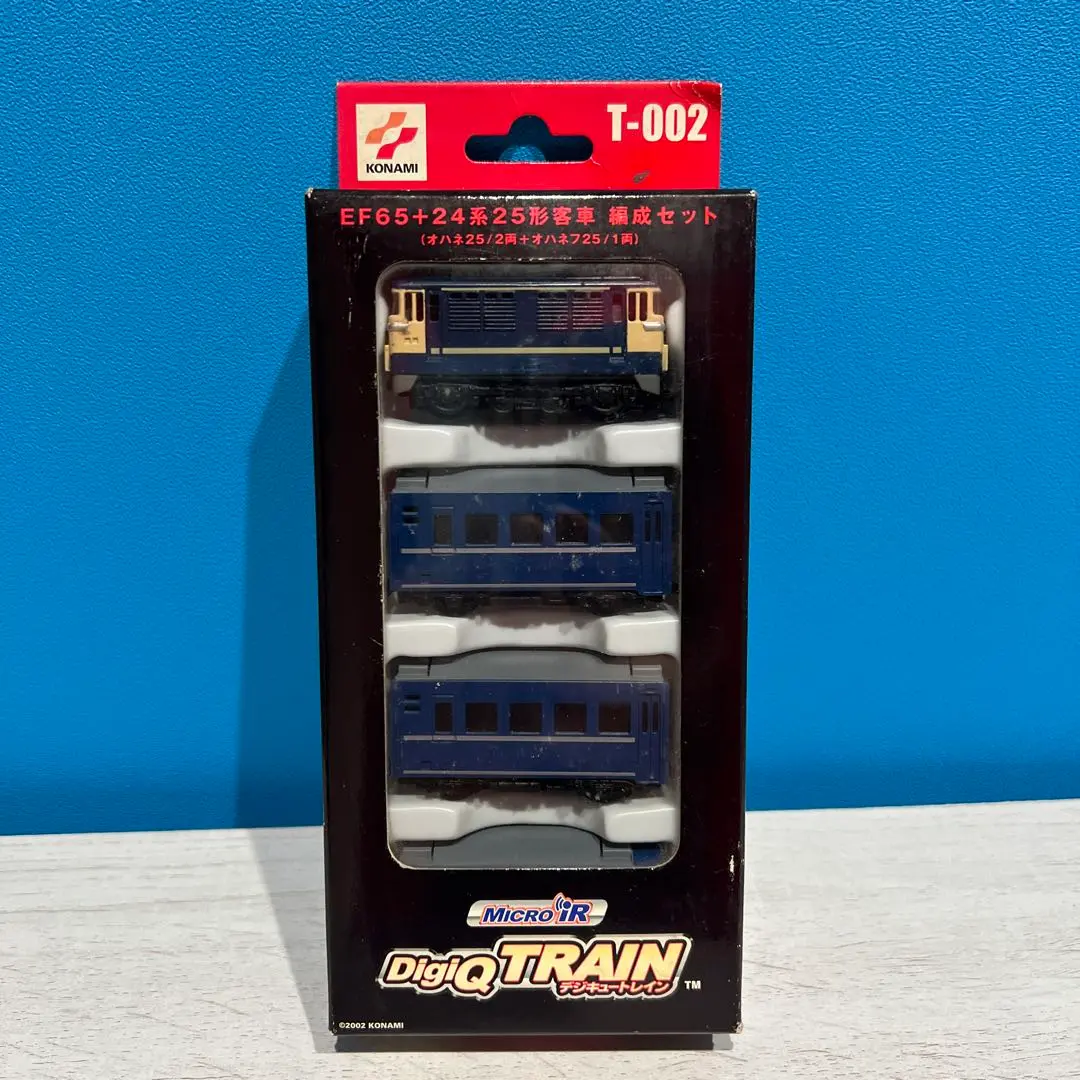 KONAMI
T-002
EF65+24系25形客車 編成セット
(オハネ25/2両+オハネフ25/1両)
MICRO iR
DigiQ TRAIN
デジキュートレイン TM
©2002 KONAMI